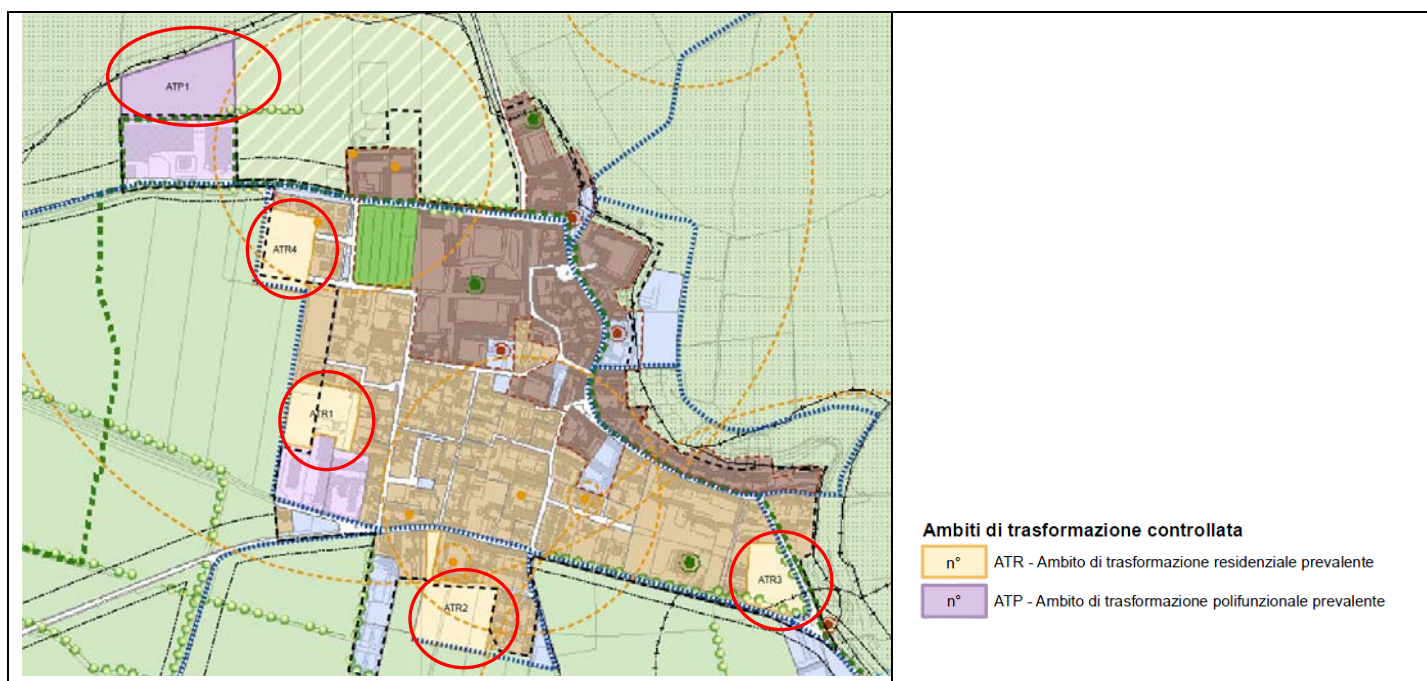 ATP1
ATR4
ATR1
ATR2
ATR3
Ambiti di trasformazione controllata
n° ATR - Ambito di trasformazione residenziale prevalente
n° ATP - Ambito di trasformazione polifunzionale prevalente